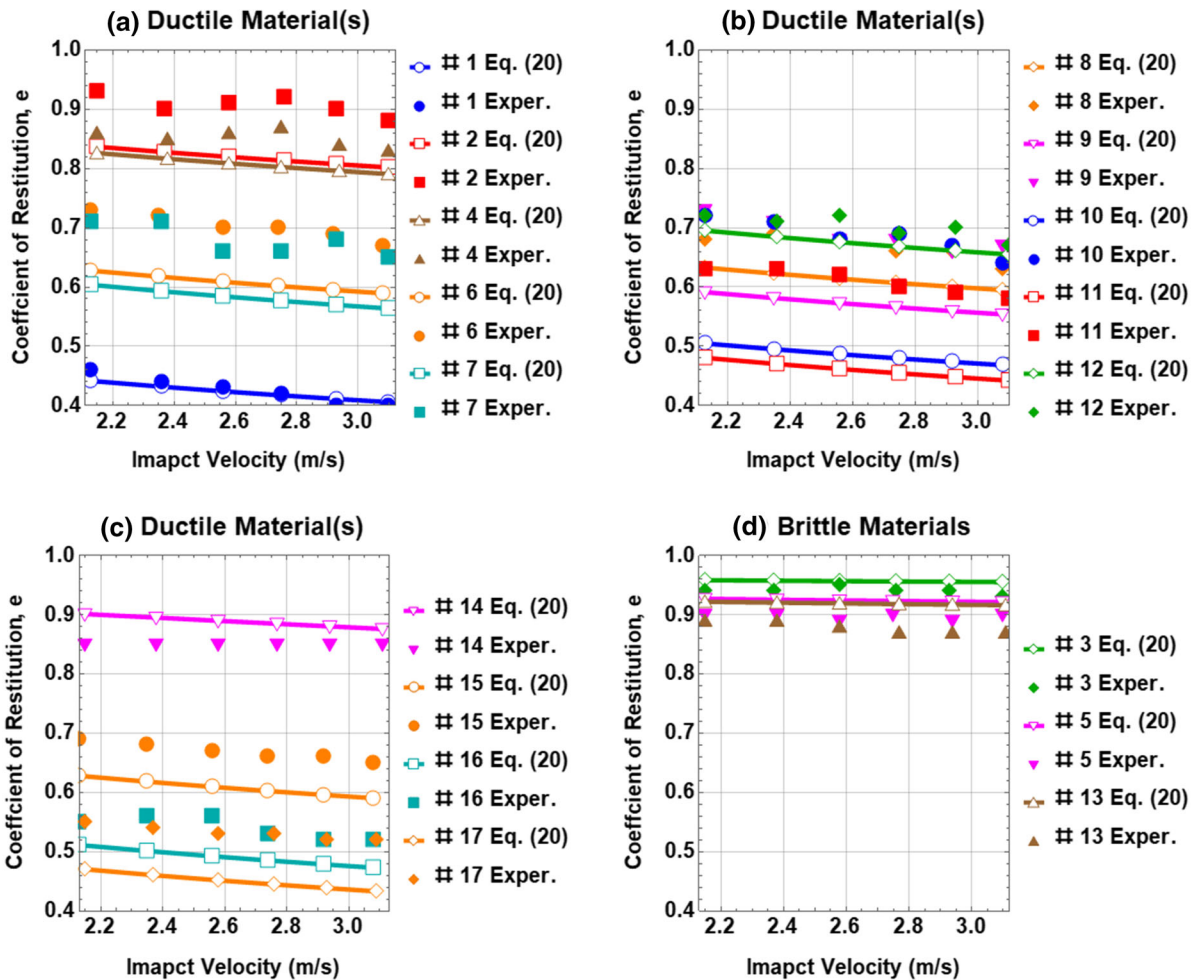 (a) Ductile Material(s)
Coeffcient of Restitution, e
1.0
0.9
0.8
0.7
0.6
0.5
0.4
2.2 2.4 2.6 2.8 3.0
Imapct Velocity (m/s)
# 1 Eq. (20)
# 1 Exper.
# 2 Eq. (20)
# 2 Exper.
# 4 Eq. (20)
# 4 Exper.
# 6 Eq. (20)
# 6 Exper.
# 7 Eq. (20)
# 7 Exper.
(b) Ductile Material(s)
Coeffcient of Restitution, e
1.0
0.9
0.8
0.7
0.6
0.5
0.4
2.2 2.4 2.6 2.8 3.0
Imapct Velocity (m/s)
# 8 Eq. (20)
# 8 Exper.
# 9 Eq. (20)
# 9 Exper.
# 10 Eq. (20)
# 10 Exper.
# 11 Eq. (20)
# 11 Exper.
# 12 Eq. (20)
# 12 Exper.
(c) Ductile Material(s)
Coeffcient of Restitution, e
1.0
0.9
0.8
0.7
0.6
0.5
0.4
2.2 2.4 2.6 2.8 3.0
Imapct Velocity (m/s)
# 14 Eq. (20)
# 14 Exper.
# 15 Eq. (20)
# 15 Exper.
# 16 Eq. (20)
# 16 Exper.
# 17 Eq. (20)
# 17 Exper.
(d) Brittle Materials
Coeffcient of Restitution, e
1.0
0.9
0.8
0.7
0.6
0.5
0.4
2.2 2.4 2.6 2.8 3.0
Imapct Velocity (m/s)
# 3 Eq. (20)
# 3 Exper.
# 5 Eq. (20)
# 5 Exper.
# 13 Eq. (20)
# 13 Exper.